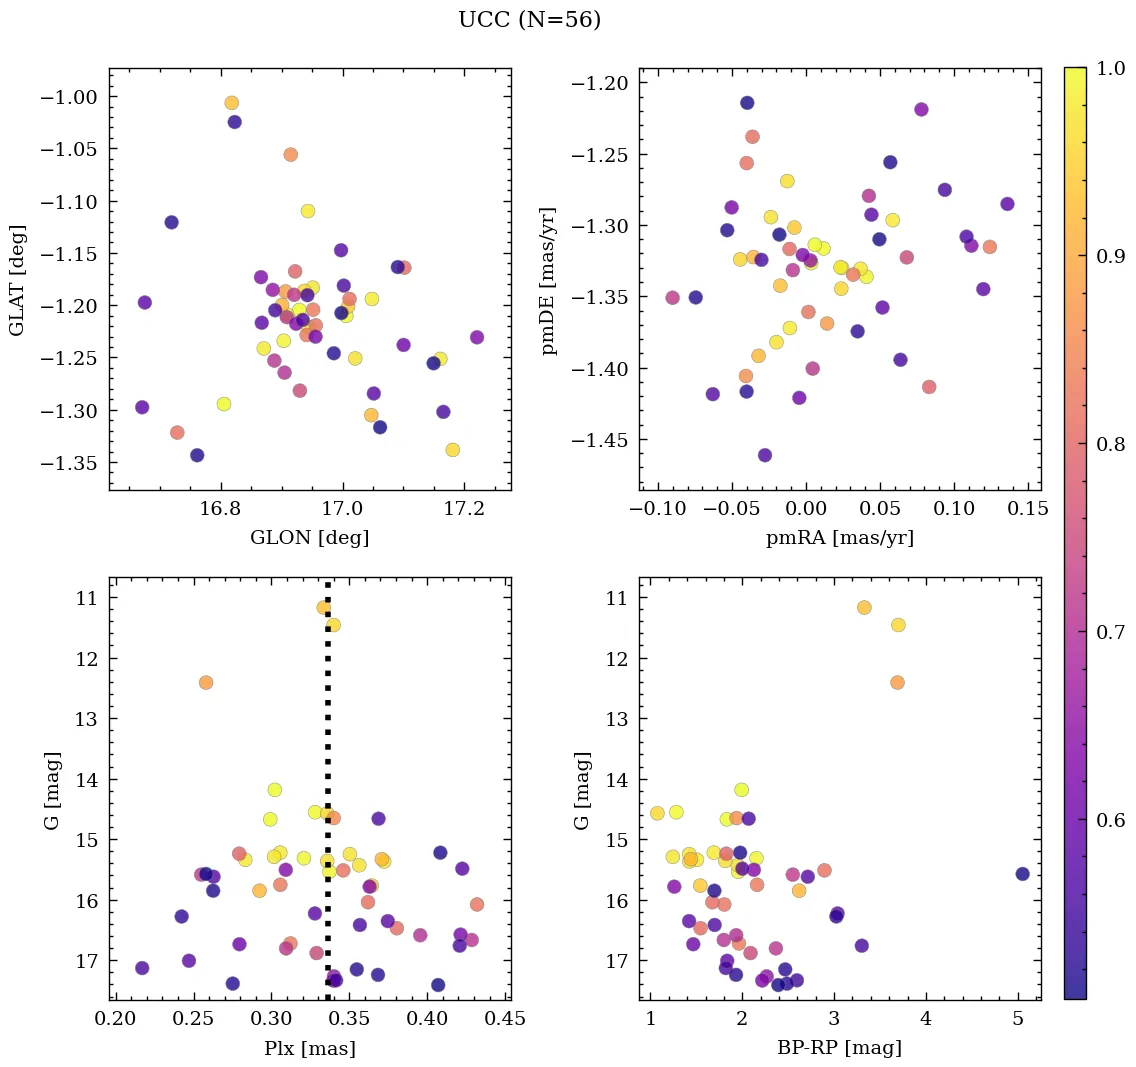 UCC (N=56)
−1.00
−1.05
−1.10
−1.15
−1.20
−1.25
−1.30
−1.35
GLAT [deg]
16.8 17.0 17.2
GLON [deg]
−1.20
−1.25
−1.30
−1.35
−1.40
−1.45
pmDE [mas/yr]
−0.10 −0.05 0.00 0.05 0.10 0.15
pmRA [mas/yr]
11
12
13
14
15
16
17
G [mag]
0.20 0.25 0.30 0.35 0.40 0.45
Plx [mas]
11
12
13
14
15
16
17
G [mag]
1 2 3 4 5
BP-RP [mag]
1.0
0.9
0.8
0.7
0.6